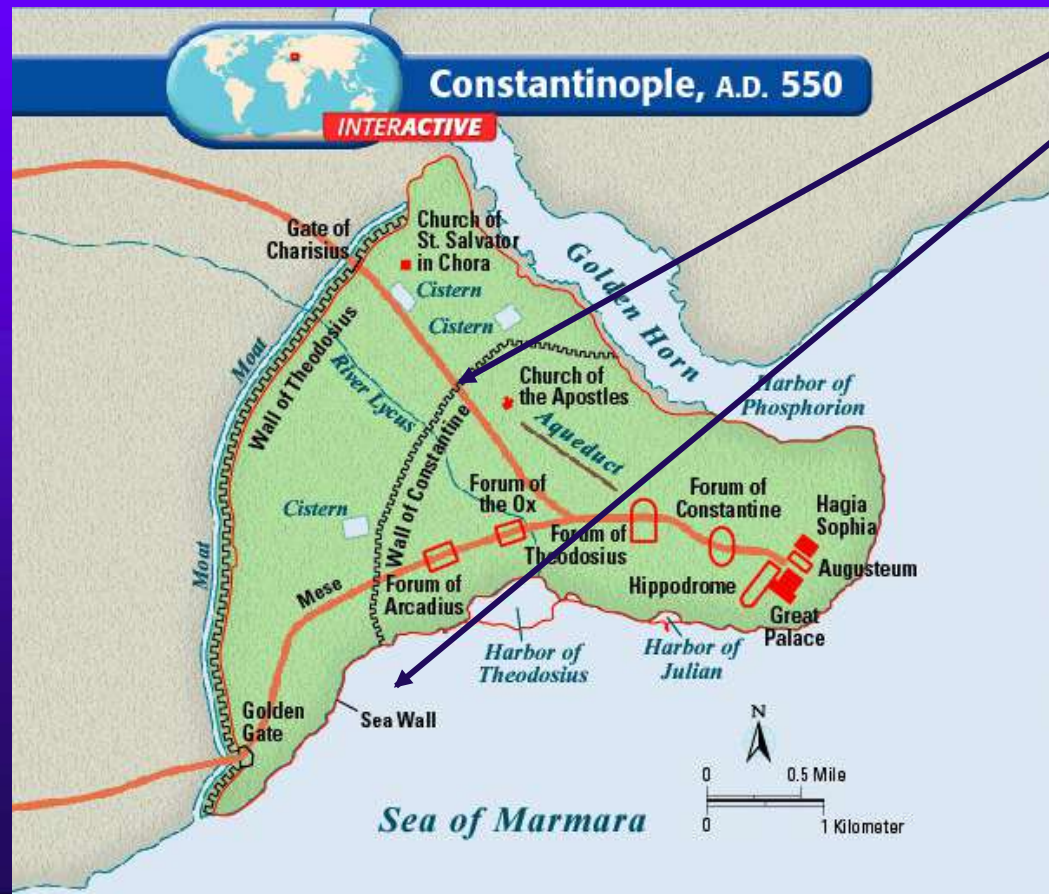 Constantinople, A.D. 550
INTERACTIVE
Gate of
Charisius
Church of
St. Salvator
in Chora
Cistern
Cistern
Golden Horn
Moat
Wall of Theodosius
River Lycus
Church of
the Apostles
Harbor of
Phosphorion
Aqueduct
Wall of Constantine
Forum of
the Ox
Forum of
Constantine
Hagia
Sophia
Cistern
Forum of
Theodosius
Augusteum
Moat
Mese
Forum of
Arcadius
Hippodrome
Great
Palace
Harbor of
Theodosius
Harbor of
Julian
Golden
Gate
Sea Wall
N
0 0.5 Mile
0 1 Kilometer
Sea of Marmara